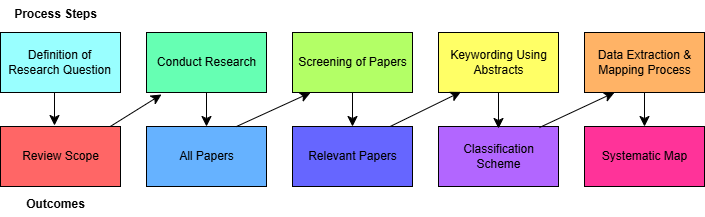 Process Steps
Definition of
Research Question
Conduct Research
Screening of Papers
Keywording Using
Abstracts
Data Extraction &
Mapping Process
Review Scope
All Papers
Relevant Papers
Classification
Scheme
Systematic Map
Outcomes